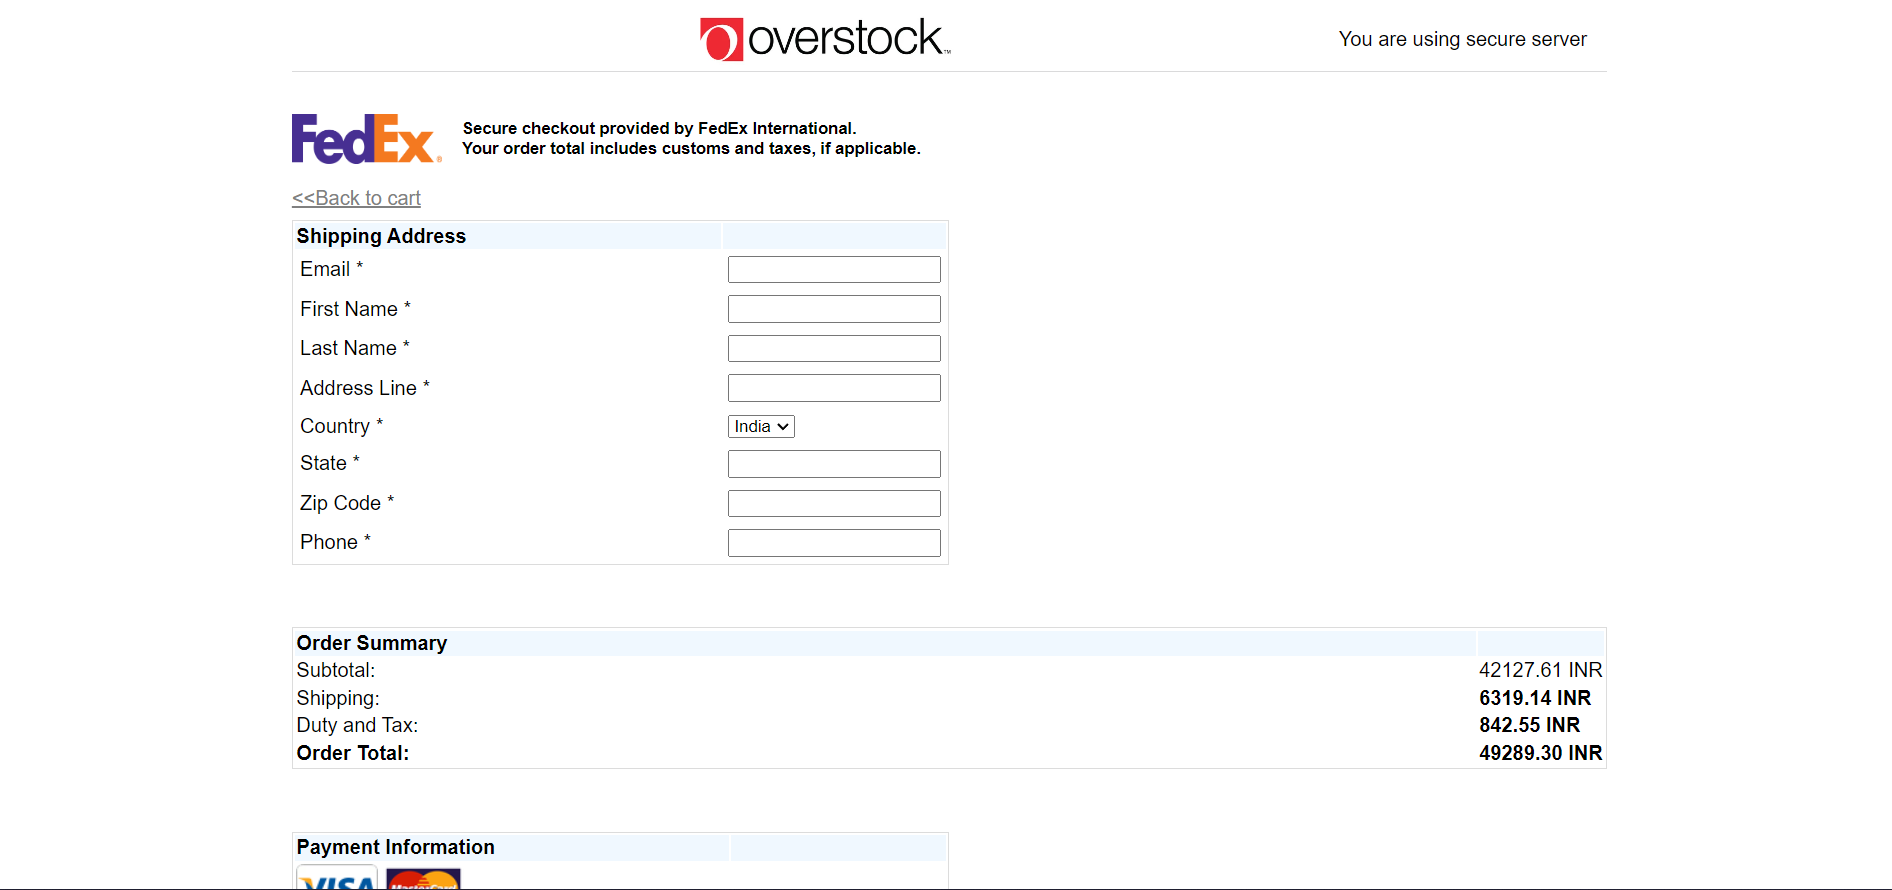 overstock™
You are using secure server
FedEx®
Secure checkout provided by FedEx International.
Your order total includes customs and taxes, if applicable.
<<Back to cart
Shipping Address
Email *
First Name *
Last Name *
Address Line *
Country * India
State *
Zip Code *
Phone *
Order Summary
Subtotal: 42127.61 INR
Shipping: 6319.14 INR
Duty and Tax: 842.55 INR
Order Total: 49289.30 INR
Payment Information
VISA MasterCard